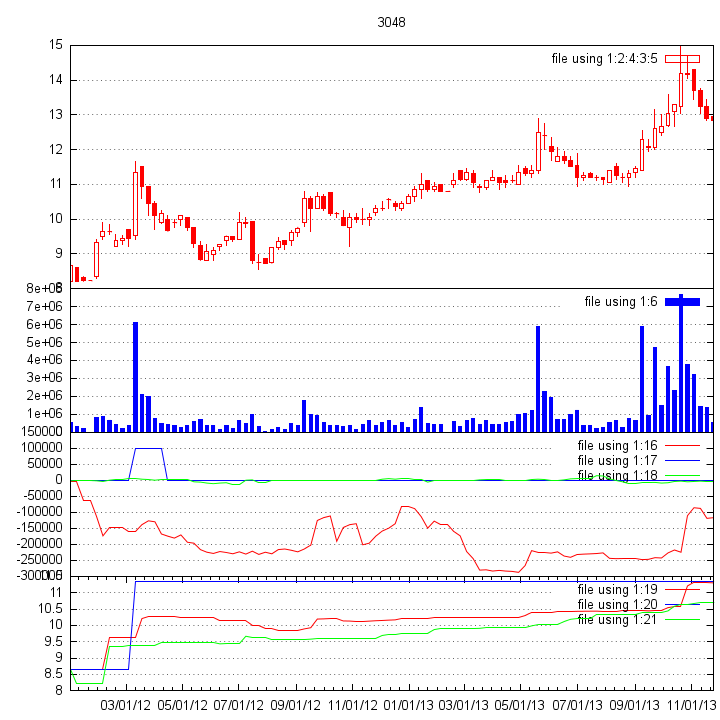 3048
15
file using 1:2:4:3:5
14
13
12
11
10
9
8
8e+06
file using 1:6
7e+06
6e+06
5e+06
4e+06
3e+06
2e+06
1e+06
150000
file using 1:16
100000
file using 1:17
50000
file using 1:18
0
-50000
-100000
-150000
-200000
-250000
-300000
11
file using 1:19
10.5
file using 1:20
10
file using 1:21
9.5
9
8.5
8
03/01/12 05/01/12 07/01/12 09/01/12 11/01/12 01/01/13 03/01/13 05/01/13 07/01/13 09/01/13 11/01/13